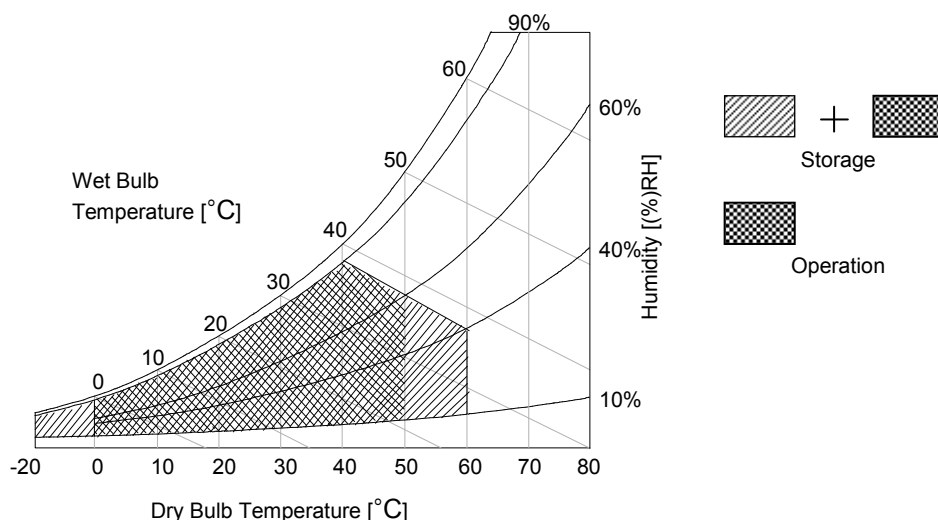 90%
60
60%
50
Storage
Wet Bulb
Temperature [°C]
40
Humidity [(%)RH]
40%
30
Operation
20
10
0
10%
-20 0 10 20 30 40 50 60 70 80
Dry Bulb Temperature [°C]